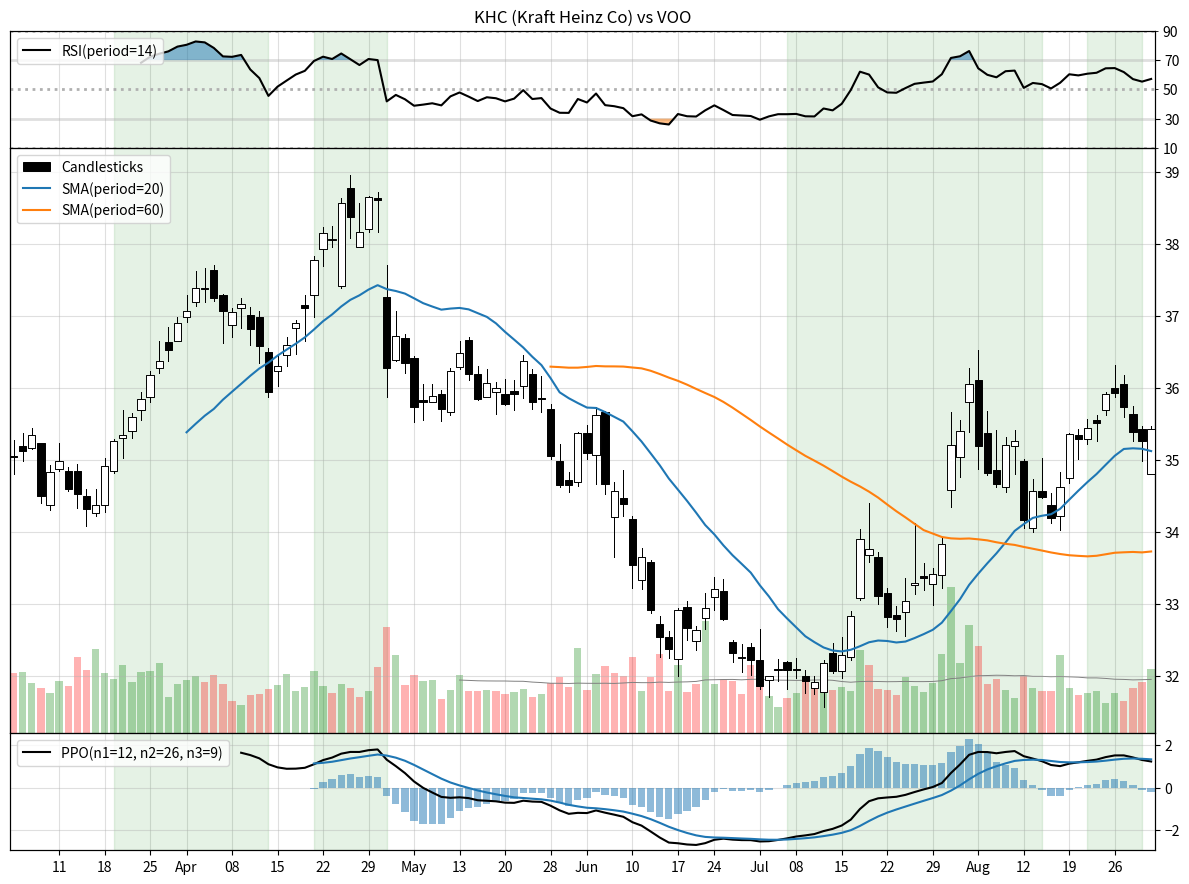 KHC (Kraft Heinz Co) vs VOO
RSI(period=14)
90
70
50
30
10
Candlesticks
SMA(period=20)
SMA(period=60)
39
38
37
36
35
34
33
32
PPO(n1=12, n2=26, n3=9)
2
0
−2
11 18 25 Apr 08 15 22 29 May 13 20 28 Jun 10 17 24 Jul 08 15 22 29 Aug 12 19 26